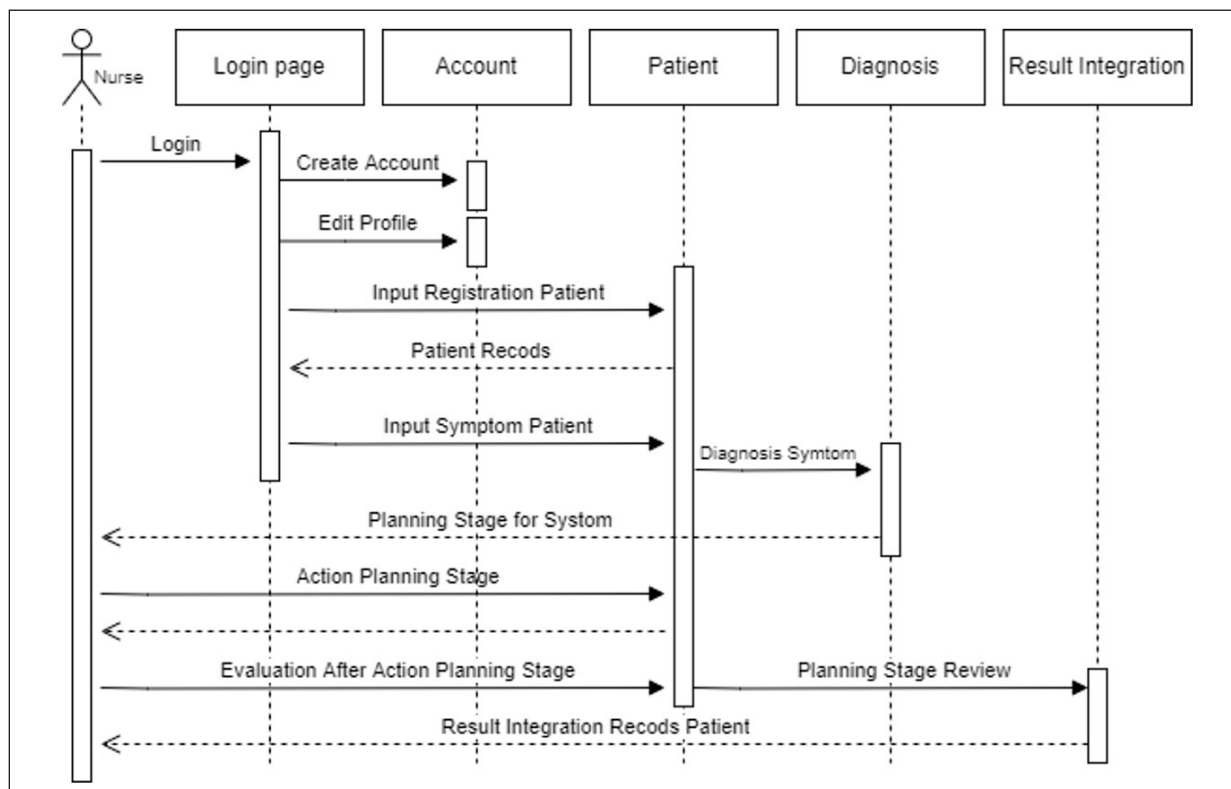 Nurse
Login page
Account
Patient
Diagnosis
Result Integration
Login
Create Account
Edit Profile
Input Registration Patient
Patient Recods
Input Symptom Patient
Diagnosis Symtom
Planning Stage for Systom
Action Planning Stage
Evaluation After Action Planning Stage
Planning Stage Review
Result Integration Recods Patient